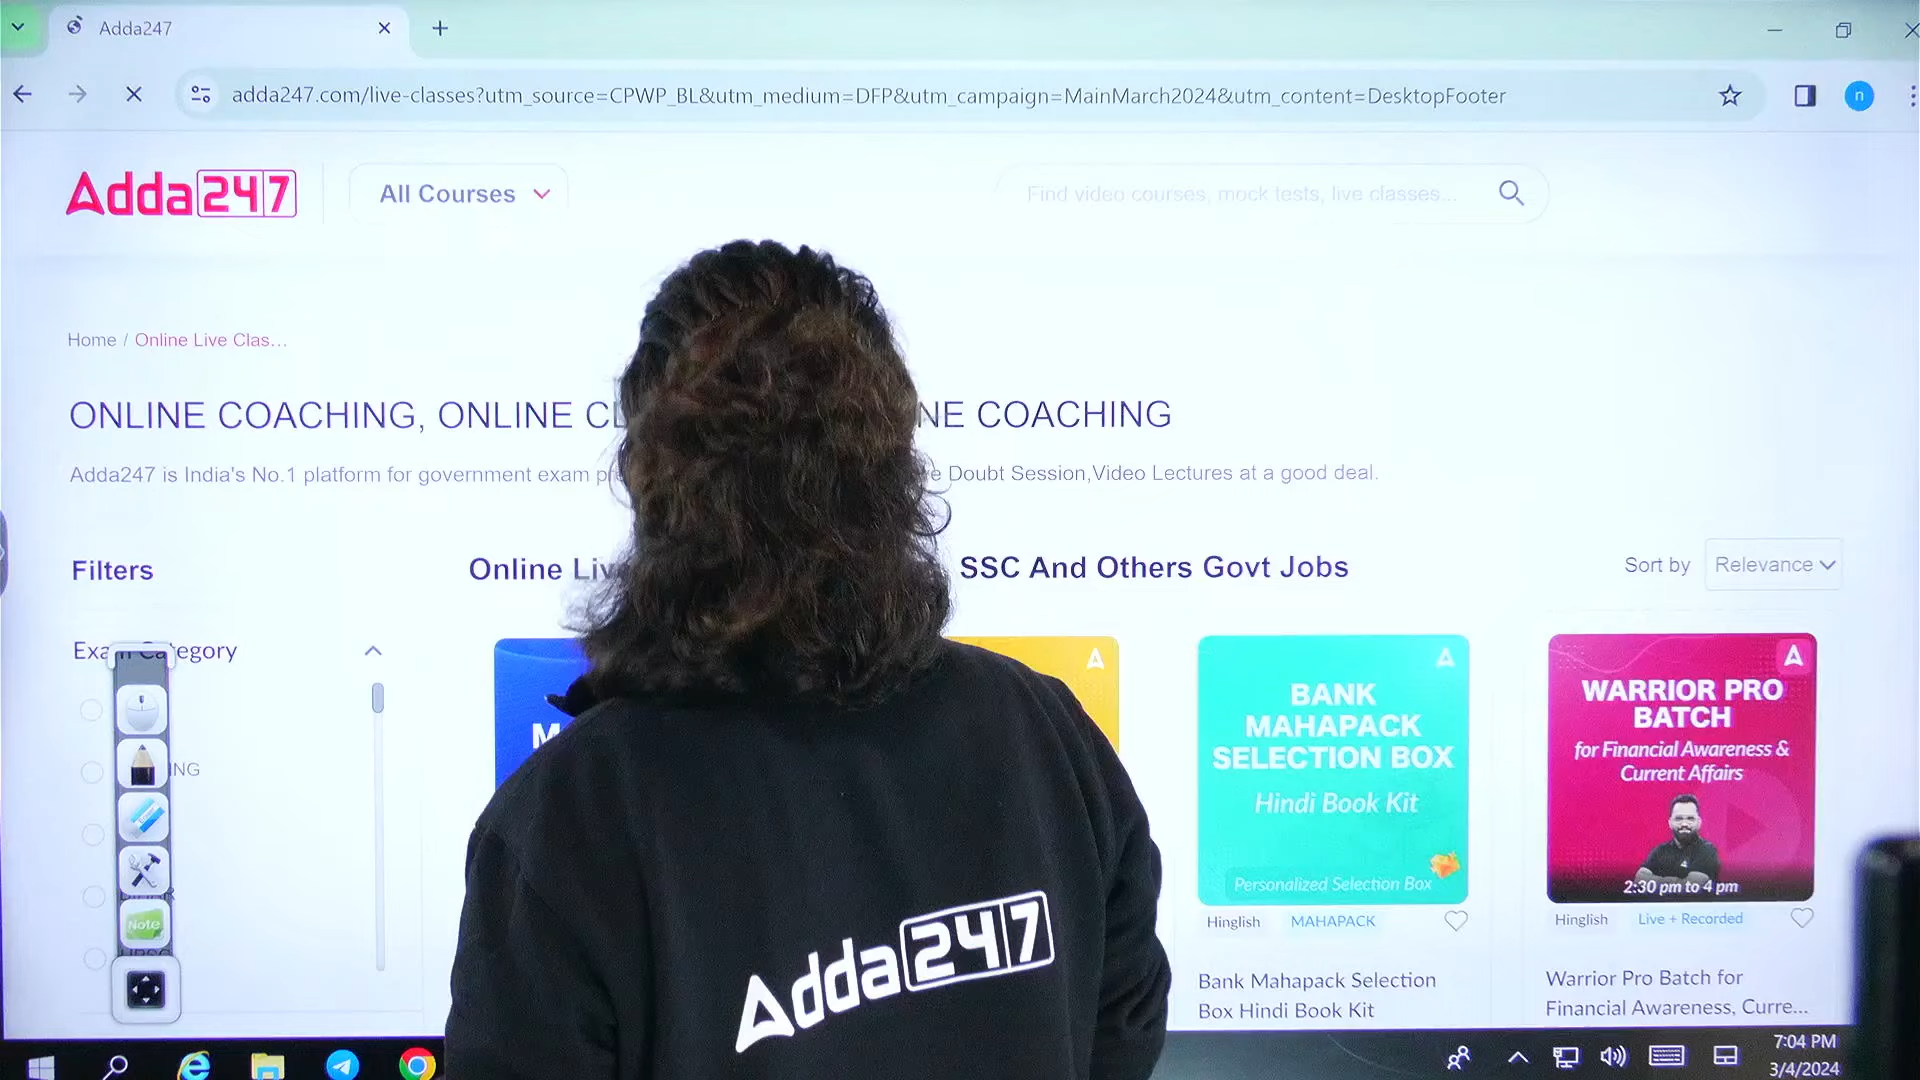 Adda247
adda247.com/live-classes?utm_source=CPWP_BL&utm_medium=DFP&utm_campaign=MainMarch2024&utm_content=DesktopFooter
n
Adda247
All Courses
Find video courses, mock tests, live classes...
Home / Online Live Clas...
ONLINE COACHING, ONLINE COACHING
Adda247 is India's No.1 platform for government exam Doubt Session,Video Lectures at a good deal.
Filters
Online SSC And Others Govt Jobs
Sort by Relevance
BANK
MAHAPACK
SELECTION BOX
Hindi Book Kit
Personalized Selection Box
Hinglish MAHAPACK
Bank Mahapack Selection
Box Hindi Book Kit
WARRIOR PRO
BATCH
for Financial Awareness &
Current Affairs
2:30 pm to 4 pm
Hinglish Live + Recorded
Warrior Pro Batch for
Financial Awareness, Curre...
Note
Adda247
7:04 PM
3/4/2024